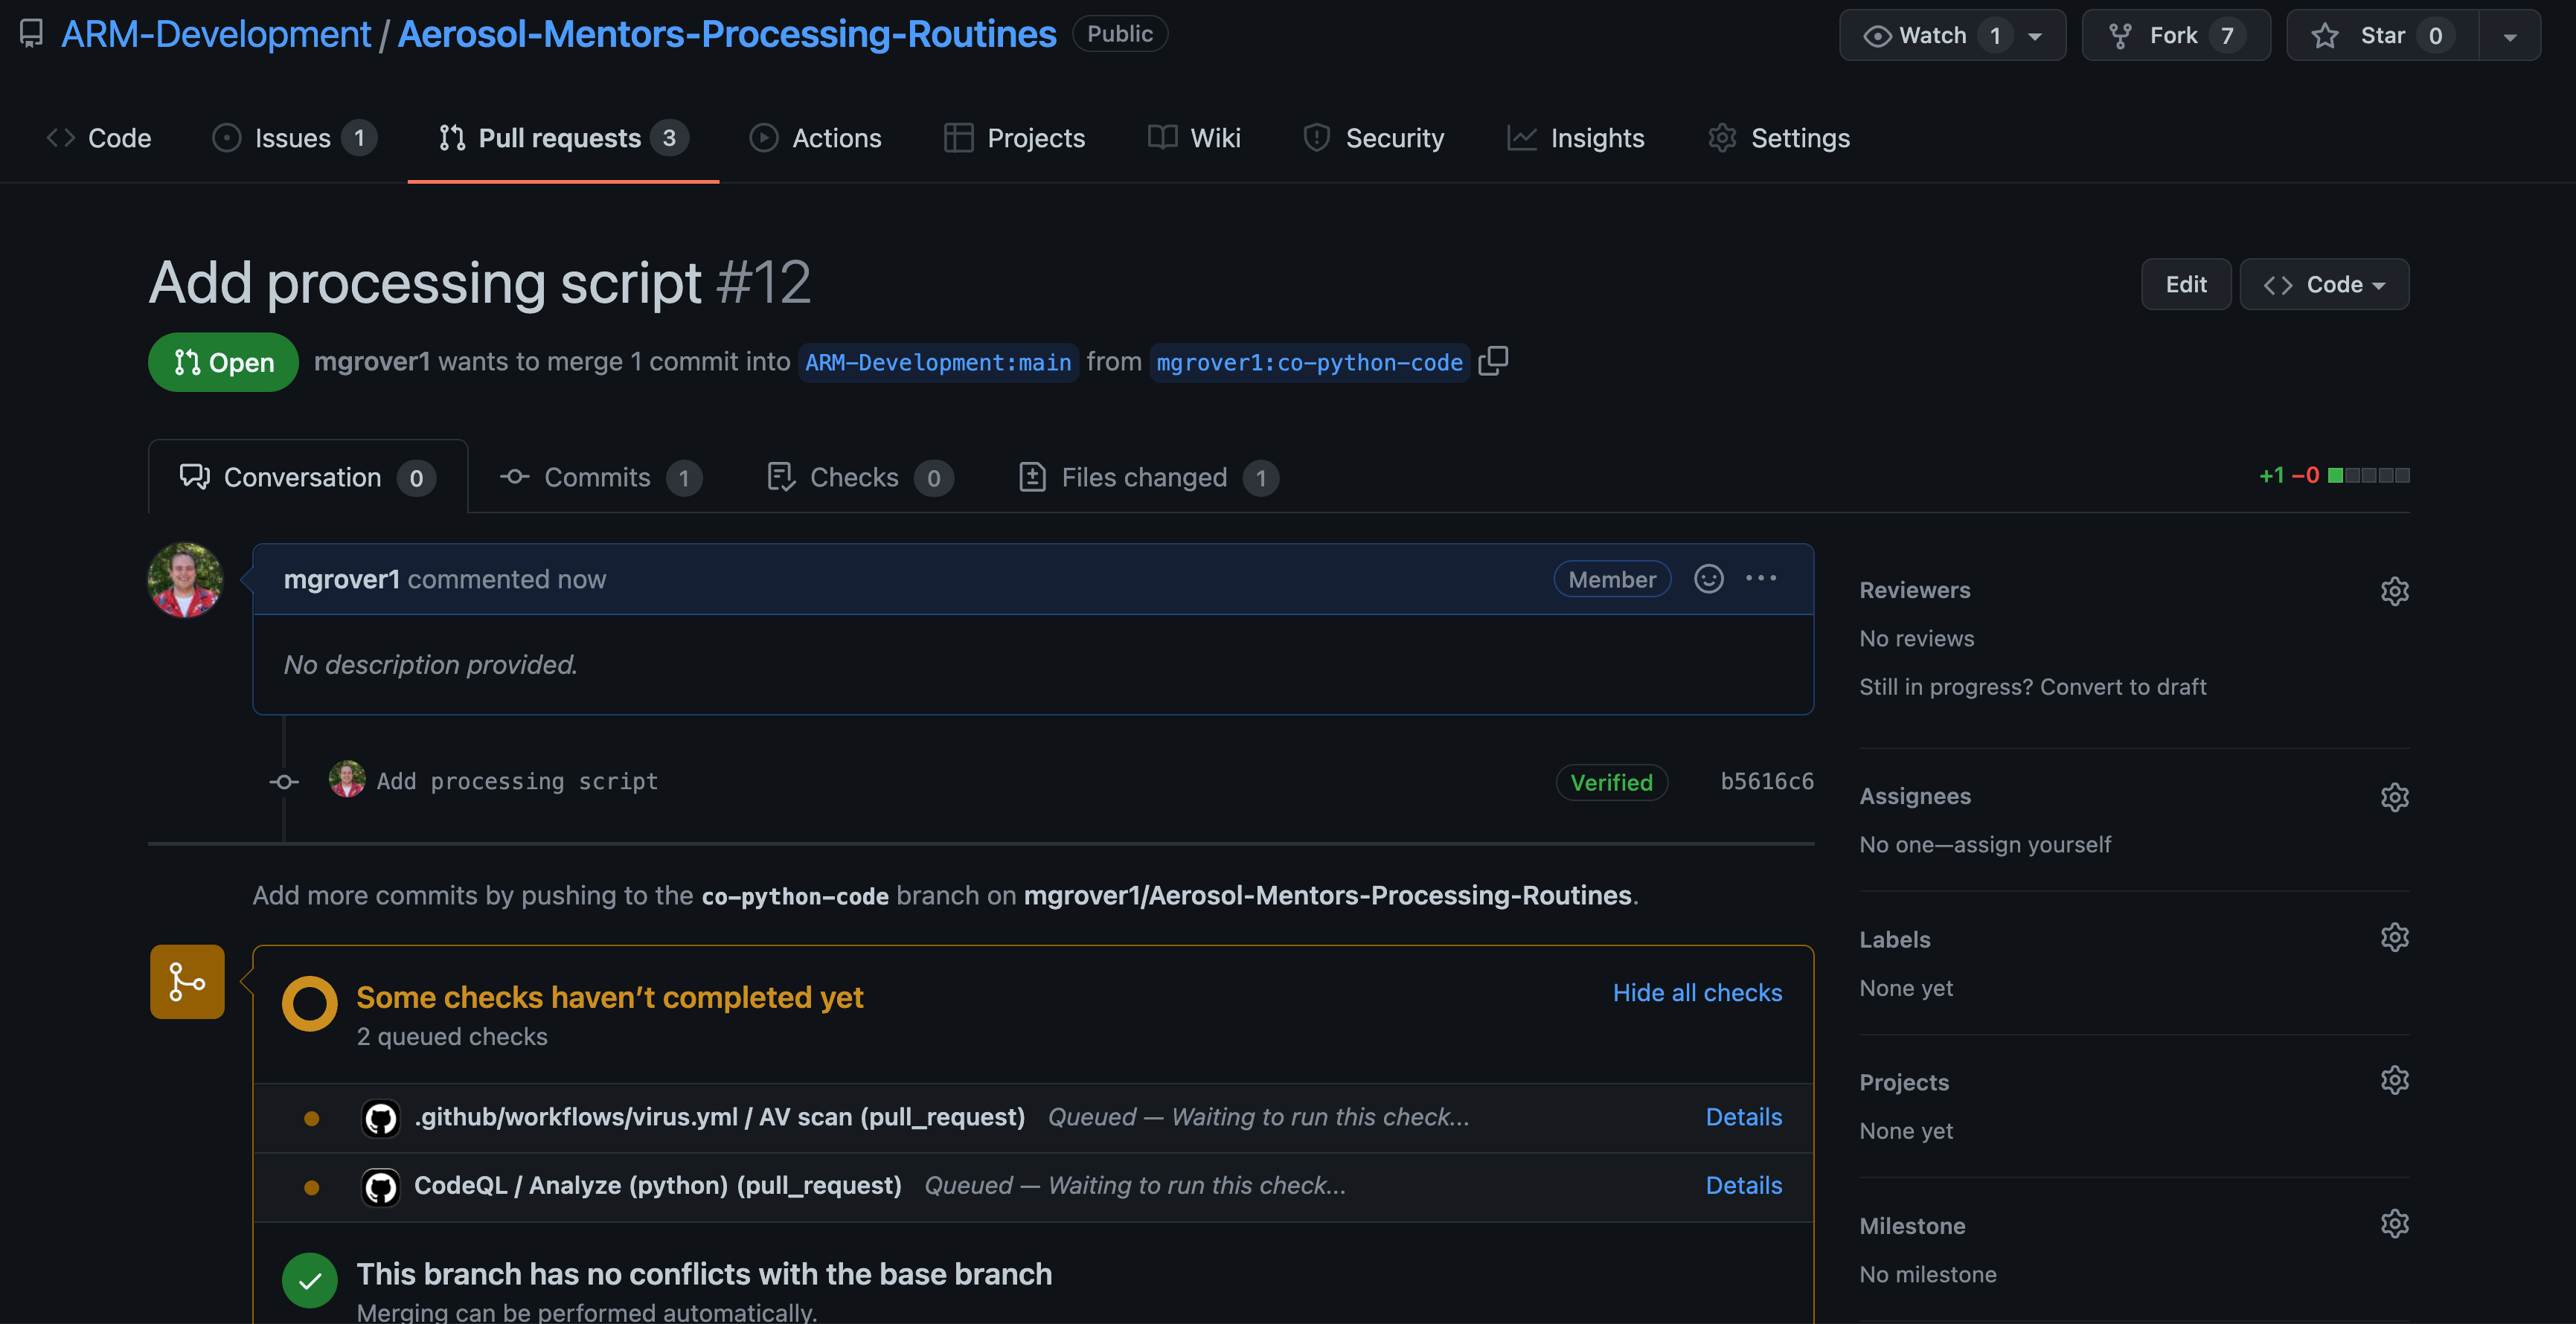 ARM-Development / Aerosol-Mentors-Processing-Routines Public Watch 1 Fork 7 Star 0
Code Issues 1 Pull requests 3 Actions Projects Wiki Security Insights Settings
Add processing script #12
Edit Code
Open mgrover1 wants to merge 1 commit into ARM-Development:main from mgrover1:co-python-code
Conversation 0 Commits 1 Checks 0 Files changed 1 +1 −0
mgrover1 commented now Member
No description provided.
Add processing script Verified b5616c6
Add more commits by pushing to the co-python-code branch on mgrover1/Aerosol-Mentors-Processing-Routines.
Some checks haven’t completed yet Hide all checks
2 queued checks
.github/workflows/virus.yml / AV scan (pull_request) Queued — Waiting to run this check... Details
CodeQL / Analyze (python) (pull_request) Queued — Waiting to run this check... Details
This branch has no conflicts with the base branch
Merging can be performed automatically.
Reviewers
No reviews
Still in progress? Convert to draft
Assignees
No one—assign yourself
Labels
None yet
Projects
None yet
Milestone
No milestone